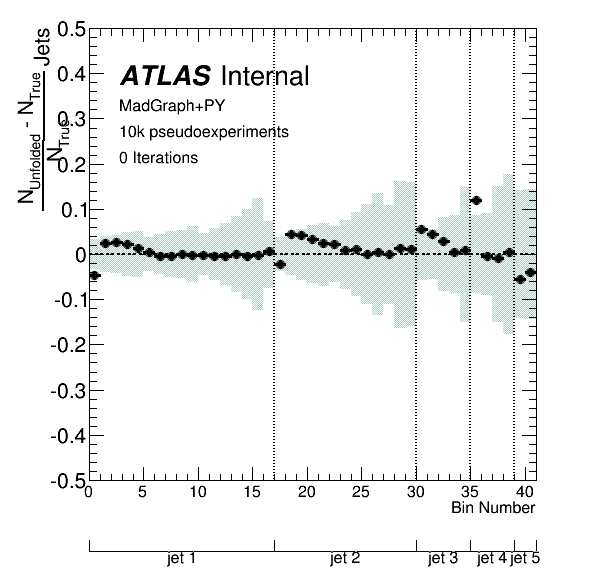 N_Unfolded - N_True
N_True
Jets
0.5
0.4
0.3
0.2
0.1
0
-0.1
-0.2
-0.3
-0.4
-0.5
ATLAS Internal
MadGraph+PY
10k pseudoexperiments
0 Iterations
0 5 10 15 20 25 30 35 40
Bin Number
jet 1 jet 2 jet 3 jet 4 jet 5